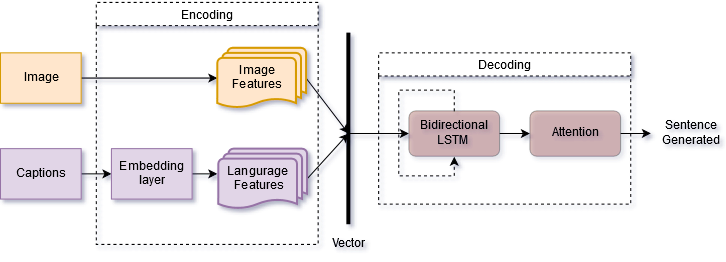 Encoding
Image
Image
Features
Captions
Embedding
layer
Langurage
Features
Vector
Decoding
Bidirectional
LSTM
Attention
Sentence
Generated